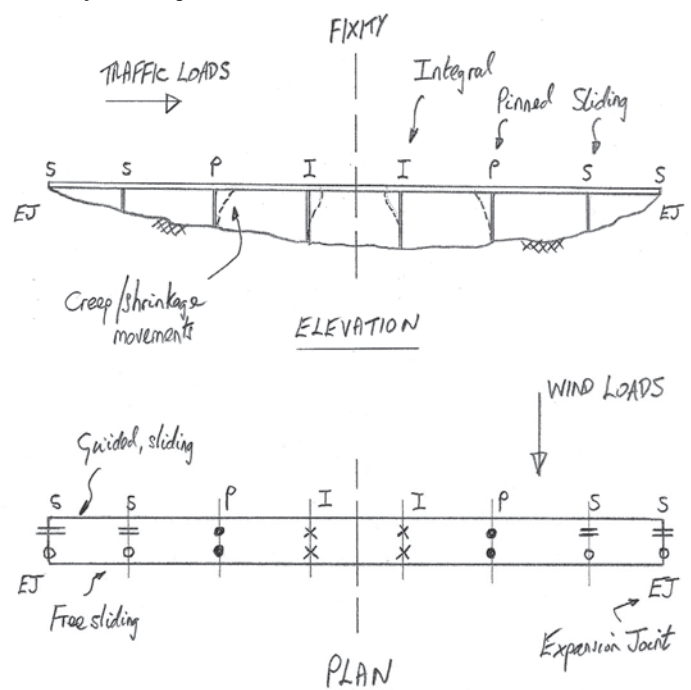 FIXITY
TRAFFIC LOADS
Integral
Pinned Sliding
S S P I I P S S
EJ EJ
Creep/shrinkage
movements
ELEVATION
WIND LOADS
Guided, sliding
S S P I I P S S
EJ EJ
Free sliding
Expansion Joint
PLAN